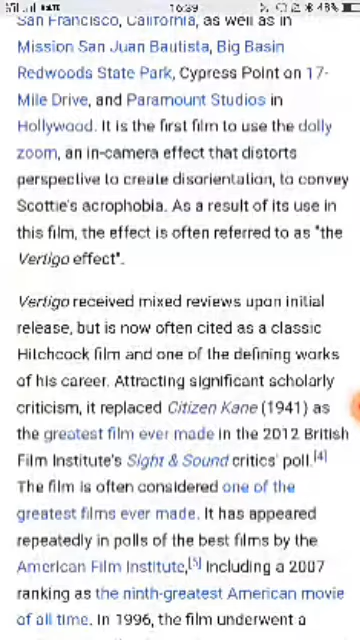 16:39
48%
San Francisco, California, as well as in
Mission San Juan Bautista, Big Basin
Redwoods State Park, Cypress Point on 17-
Mile Drive, and Paramount Studios in
Hollywood. It is the first film to use the dolly
zoom, an in-camera effect that distorts
perspective to create disorientation, to convey
Scottie's acrophobia. As a result of its use in
this film, the effect is often referred to as "the
Vertigo effect".
Vertigo received mixed reviews upon initial
release, but is now often cited as a classic
Hitchcock film and one of the defining works
of his career. Attracting significant scholarly
criticism, it replaced Citizen Kane (1941) as
the greatest film ever made in the 2012 British
Film Institute's Sight & Sound critics' poll.[4]
The film is often considered one of the
greatest films ever made. It has appeared
repeatedly in polls of the best films by the
American Film Institute,[5] including a 2007
ranking as the ninth-greatest American movie
of all time. In 1996, the film underwent a